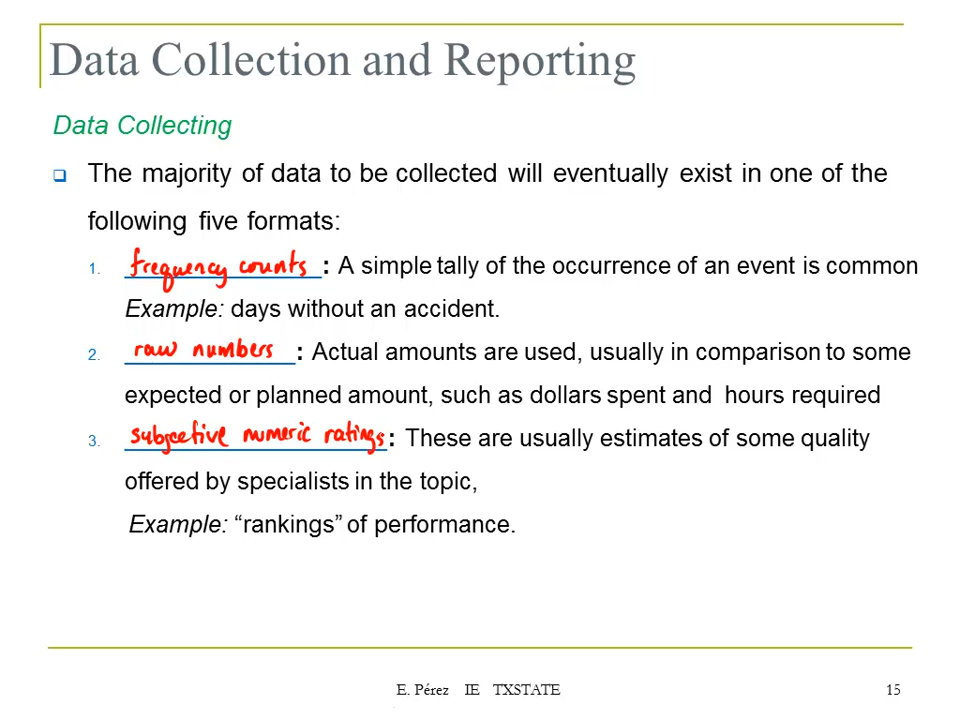 Data Collection and Reporting
Data Collecting
The majority of data to be collected will eventually exist in one of the
following five formats:
1. frequency counts : A simple tally of the occurrence of an event is common
Example: days without an accident.
2. raw numbers : Actual amounts are used, usually in comparison to some
expected or planned amount, such as dollars spent and hours required
3. subjective numeric ratings : These are usually estimates of some quality
offered by specialists in the topic,
Example: “rankings” of performance.
E. Pérez IE TXSTATE 15